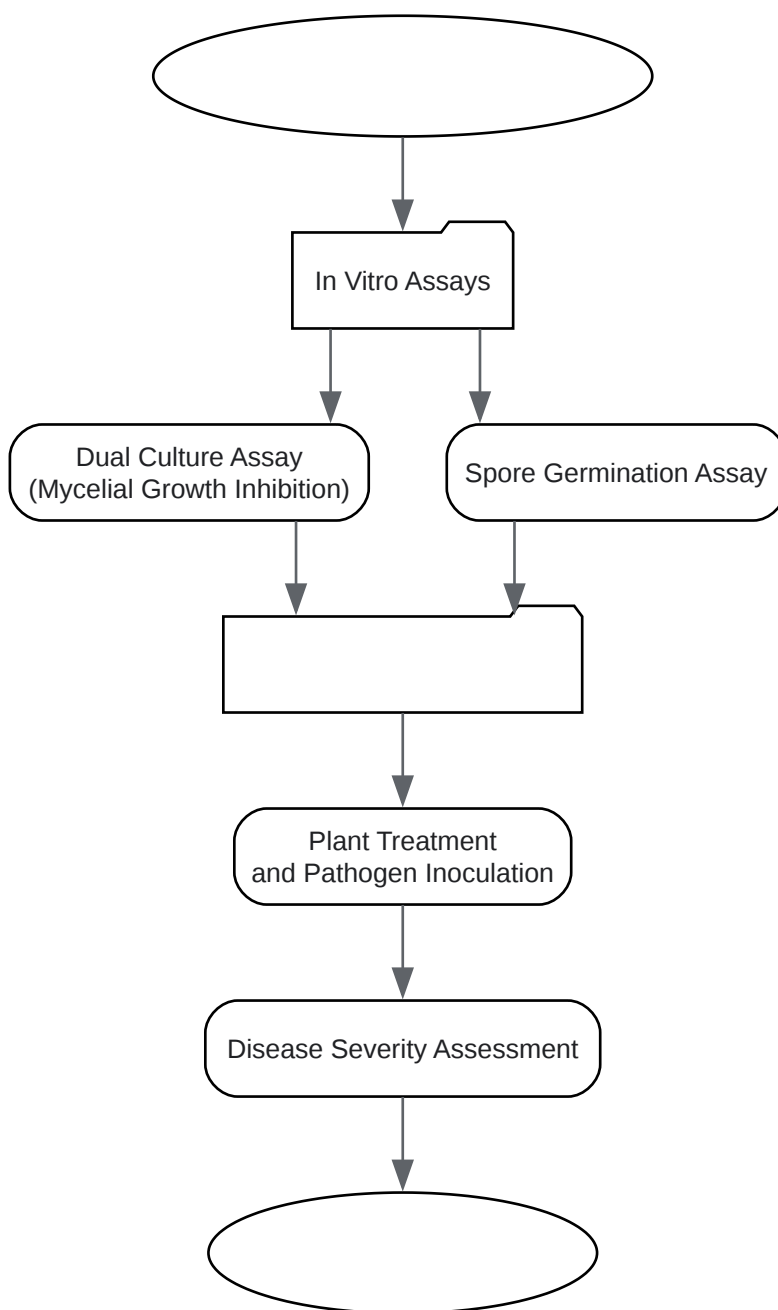 In Vitro Assays
Dual Culture Assay
(Mycelial Growth Inhibition)
Spore Germination Assay
Plant Treatment
and Pathogen Inoculation
Disease Severity Assessment